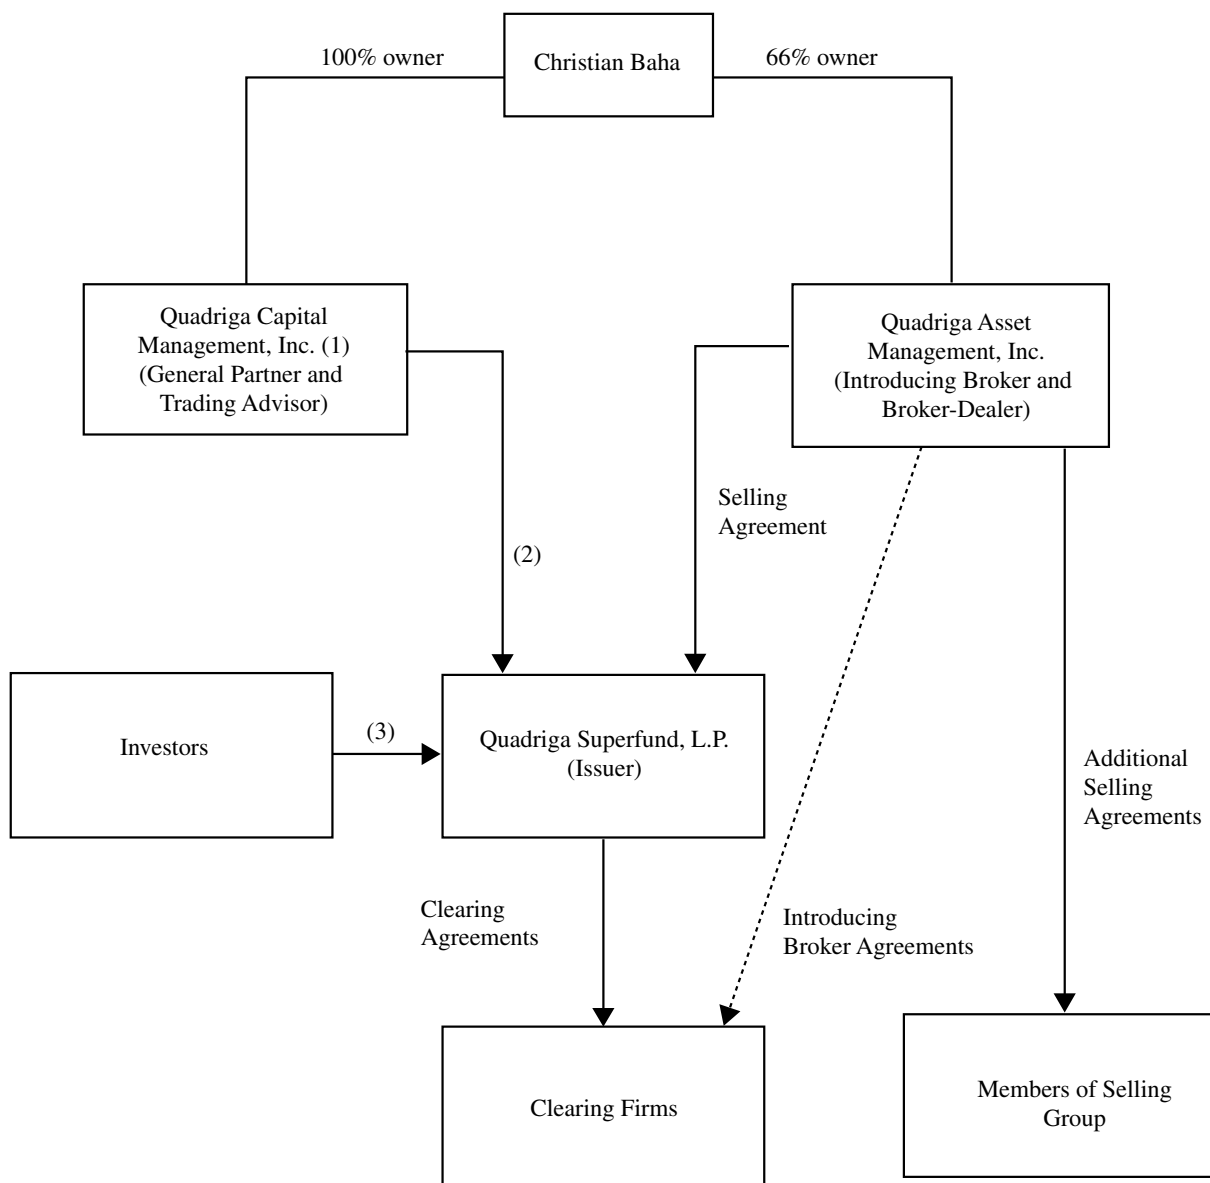 100% owner
Christian Baha
66% owner
Quadriga Capital
Management, Inc. (1)
(General Partner and
Trading Advisor)
Quadriga Asset
Management, Inc.
(Introducing Broker and
Broker-Dealer)
Selling
Agreement
(2)
Investors
(3)
Quadriga Superfund, L.P.
(Issuer)
Additional
Selling
Agreements
Clearing
Agreements
Introducing
Broker Agreements
Clearing Firms
Members of Selling
Group